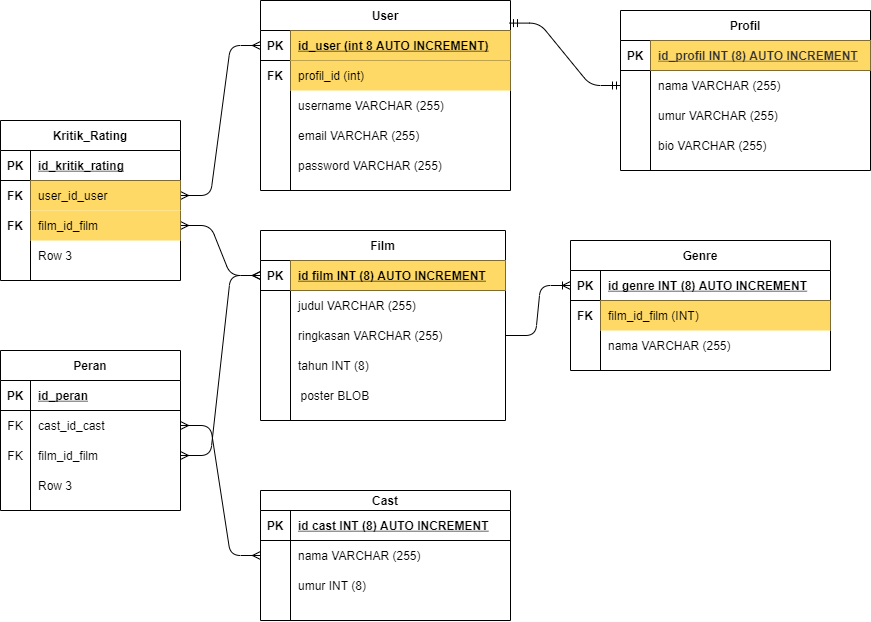 User
PK id_user (int 8 AUTO INCREMENT)
FK profil_id (int)
username VARCHAR (255)
email VARCHAR (255)
password VARCHAR (255)
Profil
PK id_profil INT (8) AUTO INCREMENT
nama VARCHAR (255)
umur VARCHAR (255)
bio VARCHAR (255)
Kritik_Rating
PK id_kritik_rating
FK user_id_user
FK film_id_film
Row 3
Film
PK id film INT (8) AUTO INCREMENT
judul VARCHAR (255)
ringkasan VARCHAR (255)
tahun INT (8)
poster BLOB
Genre
PK id genre INT (8) AUTO INCREMENT
FK film_id_film (INT)
nama VARCHAR (255)
Peran
PK id_peran
FK cast_id_cast
FK film_id_film
Row 3
Cast
PK id cast INT (8) AUTO INCREMENT
nama VARCHAR (255)
umur INT (8)